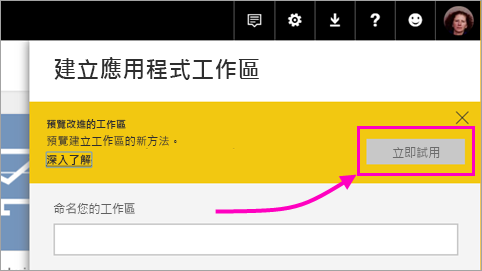 建立應用程式工作區
預覽改進的工作區
預覽建立工作區的新方法。
深入了解
立即試用
命名您的工作區